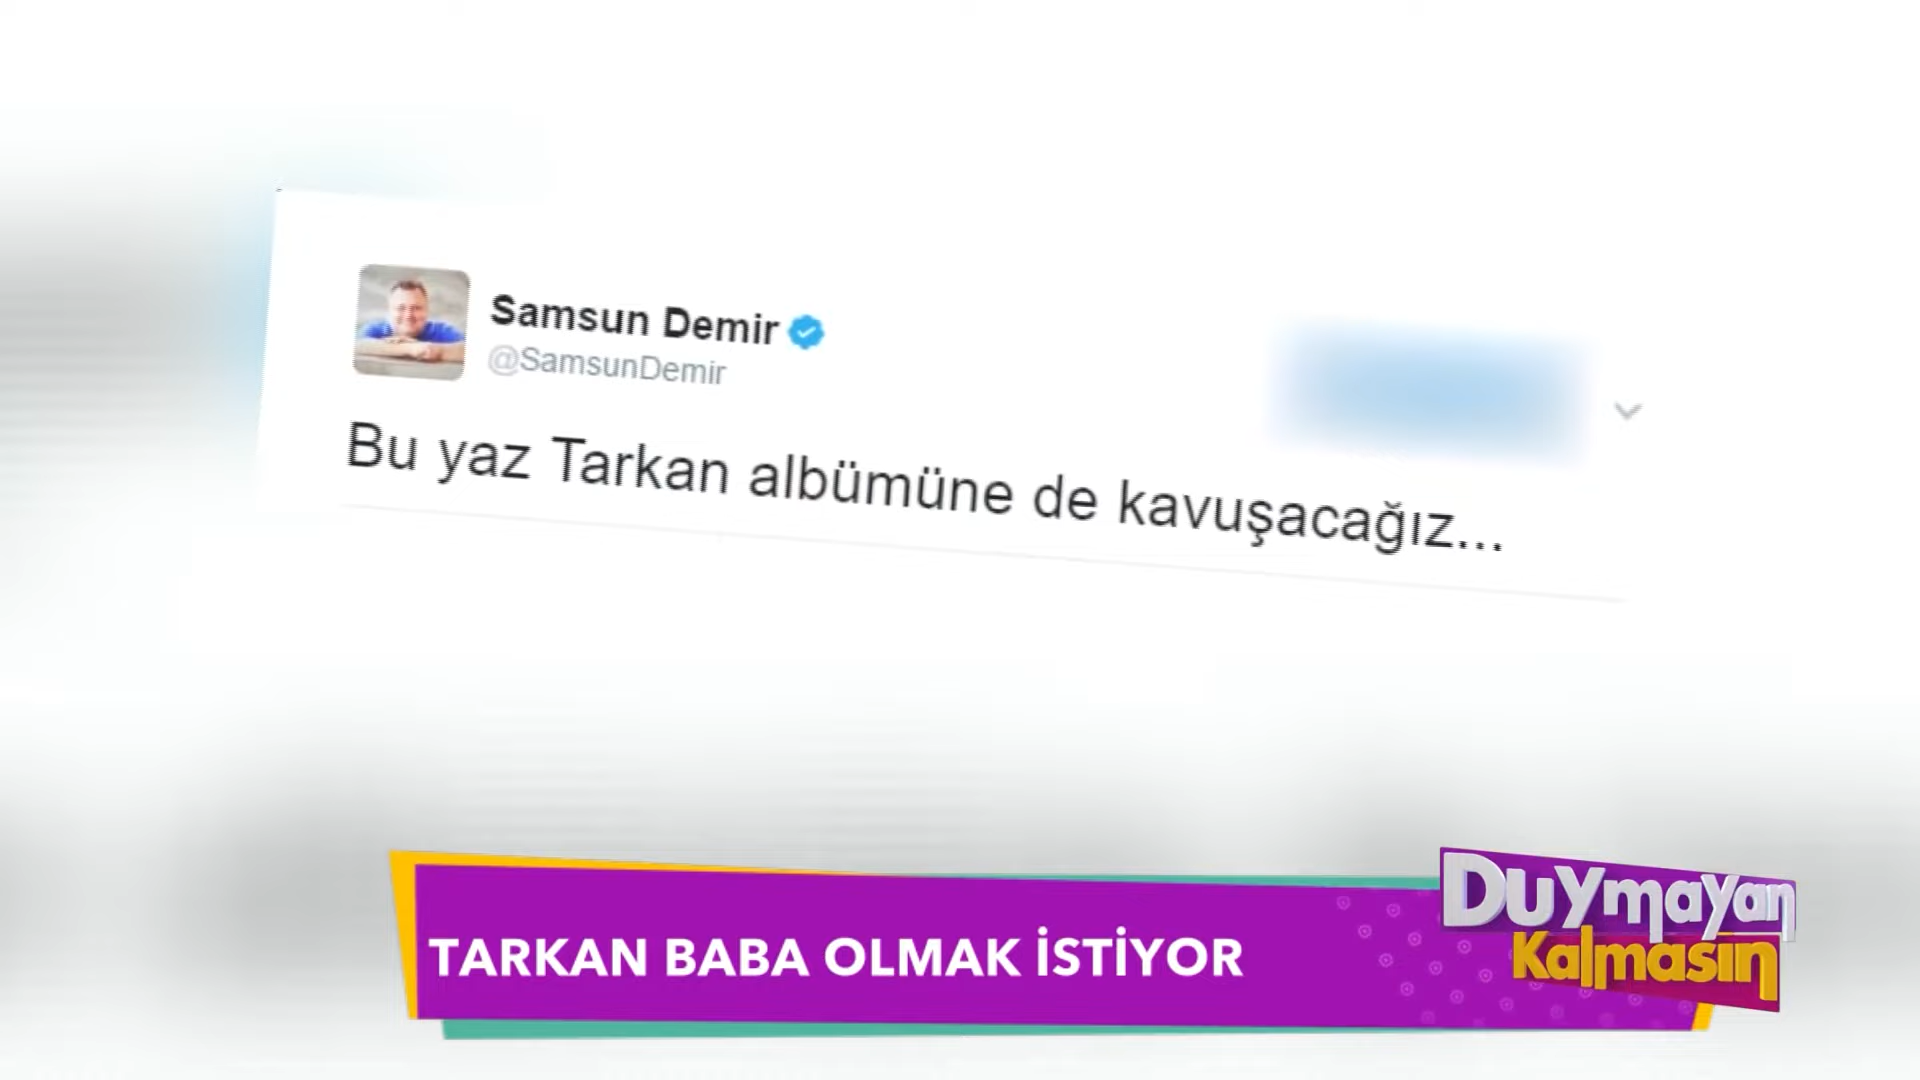 Samsun Demir
@SamsunDemir
Bu yaz Tarkan albümüne de kavuşacağız...
TARKAN BABA OLMAK İSTİYOR
Duymayan
Kalmasın